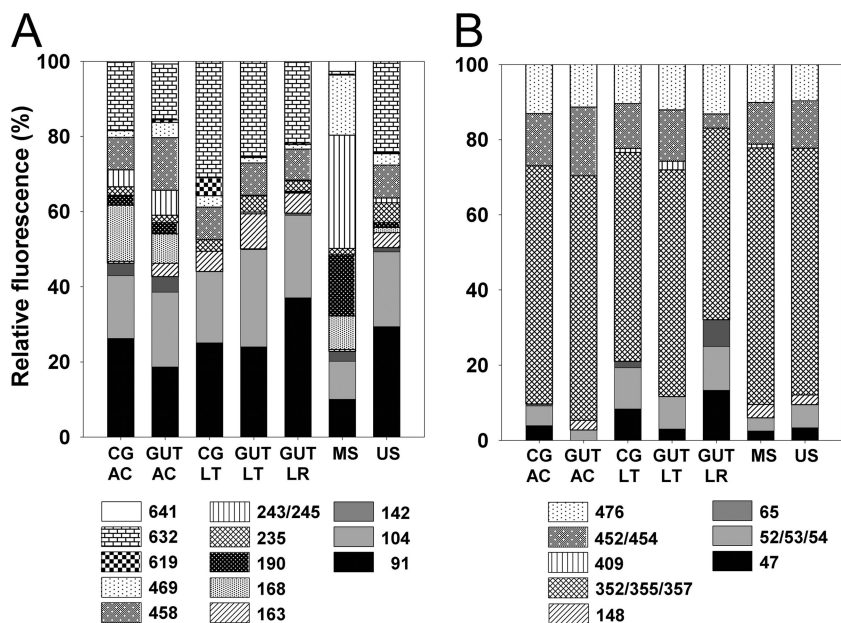 A
B
Relative fluorescence (%)
100
80
60
40
20
0
CG AC
GUT AC
CG LT
GUT LT
GUT LR
MS
US
641
632
619
469
458
243/245
235
190
168
163
142
104
91
100
80
60
40
20
0
CG AC
GUT AC
CG LT
GUT LT
GUT LR
MS
US
476
452/454
409
352/355/357
148
65
52/53/54
47